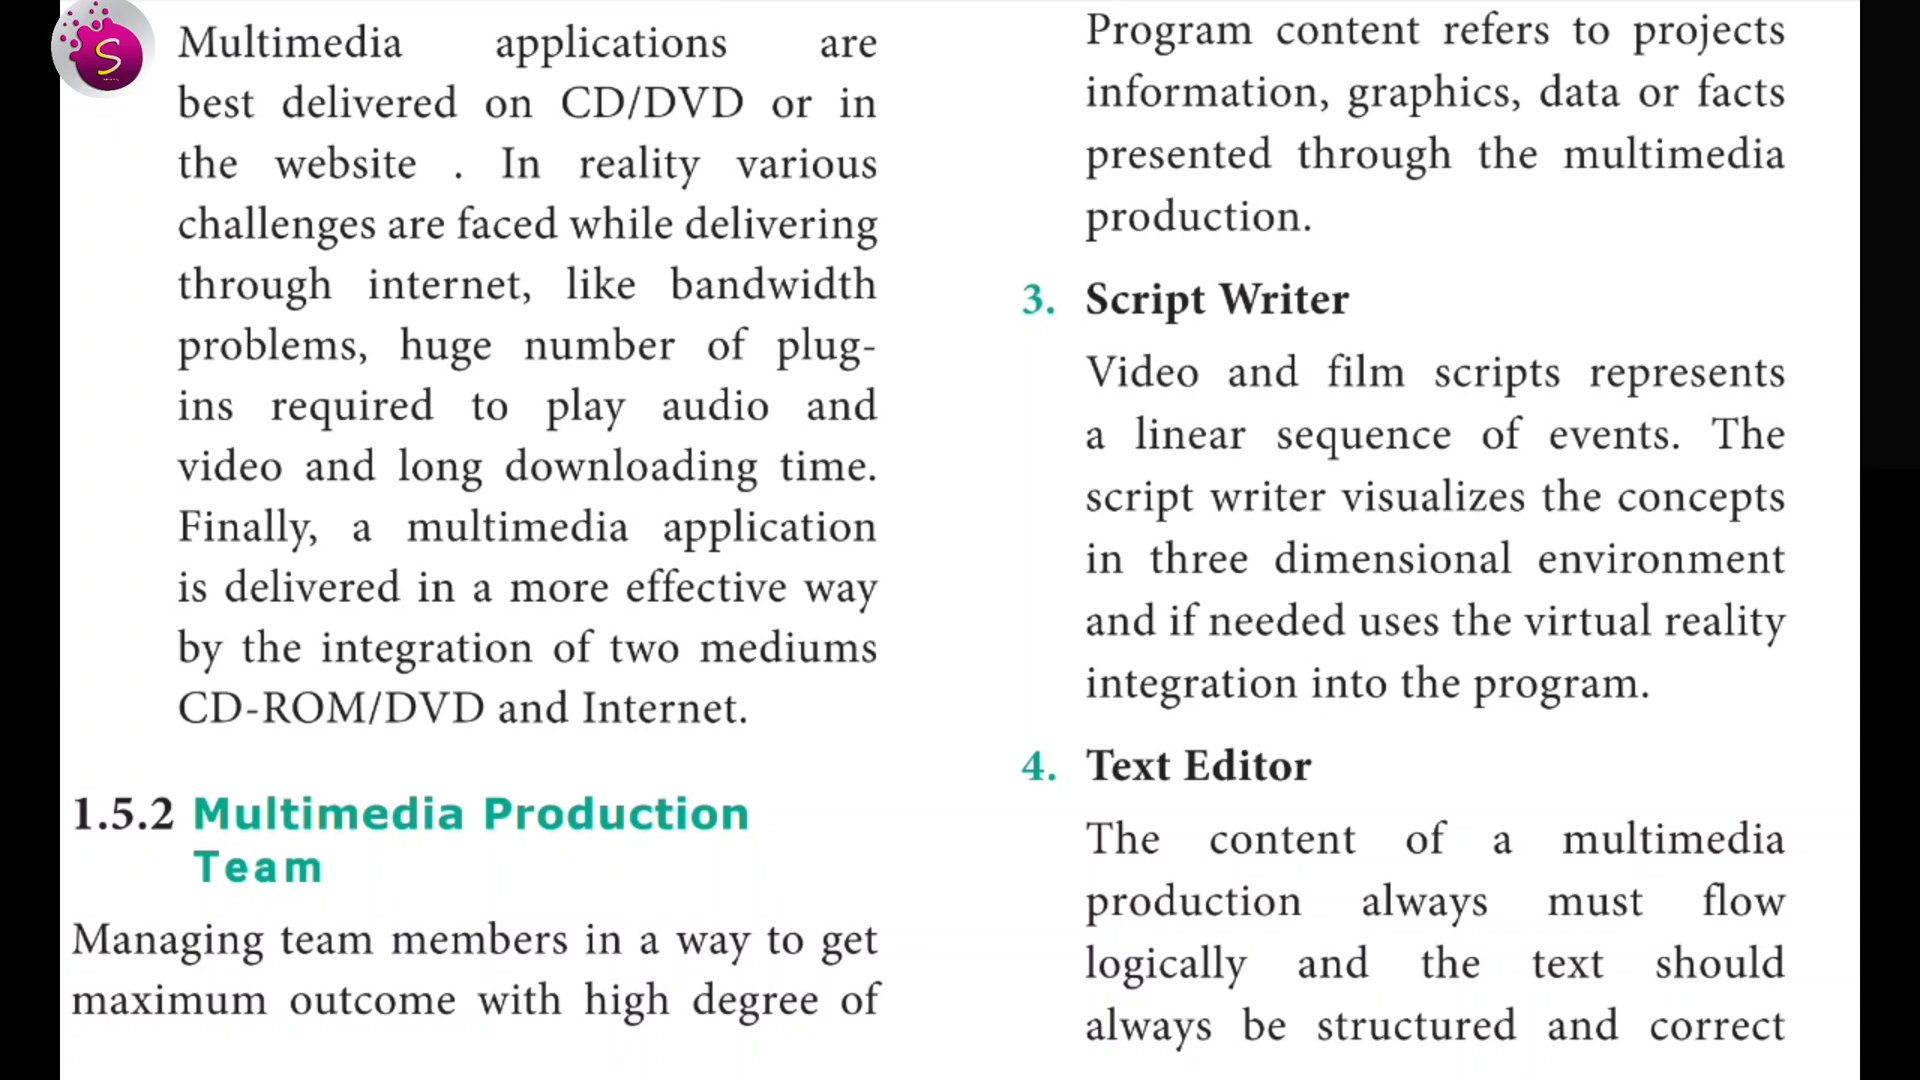 S
Multimedia applications are
best delivered on CD/DVD or in
the website . In reality various
challenges are faced while delivering
through internet, like bandwidth
problems, huge number of plug-
ins required to play audio and
video and long downloading time.
Finally, a multimedia application
is delivered in a more effective way
by the integration of two mediums
CD-ROM/DVD and Internet.
1.5.2 Multimedia Production
Team
Managing team members in a way to get
maximum outcome with high degree of
Program content refers to projects
information, graphics, data or facts
presented through the multimedia
production.
3. Script Writer
Video and film scripts represents
a linear sequence of events. The
script writer visualizes the concepts
in three dimensional environment
and if needed uses the virtual reality
integration into the program.
4. Text Editor
The content of a multimedia
production always must flow
logically and the text should
always be structured and correct